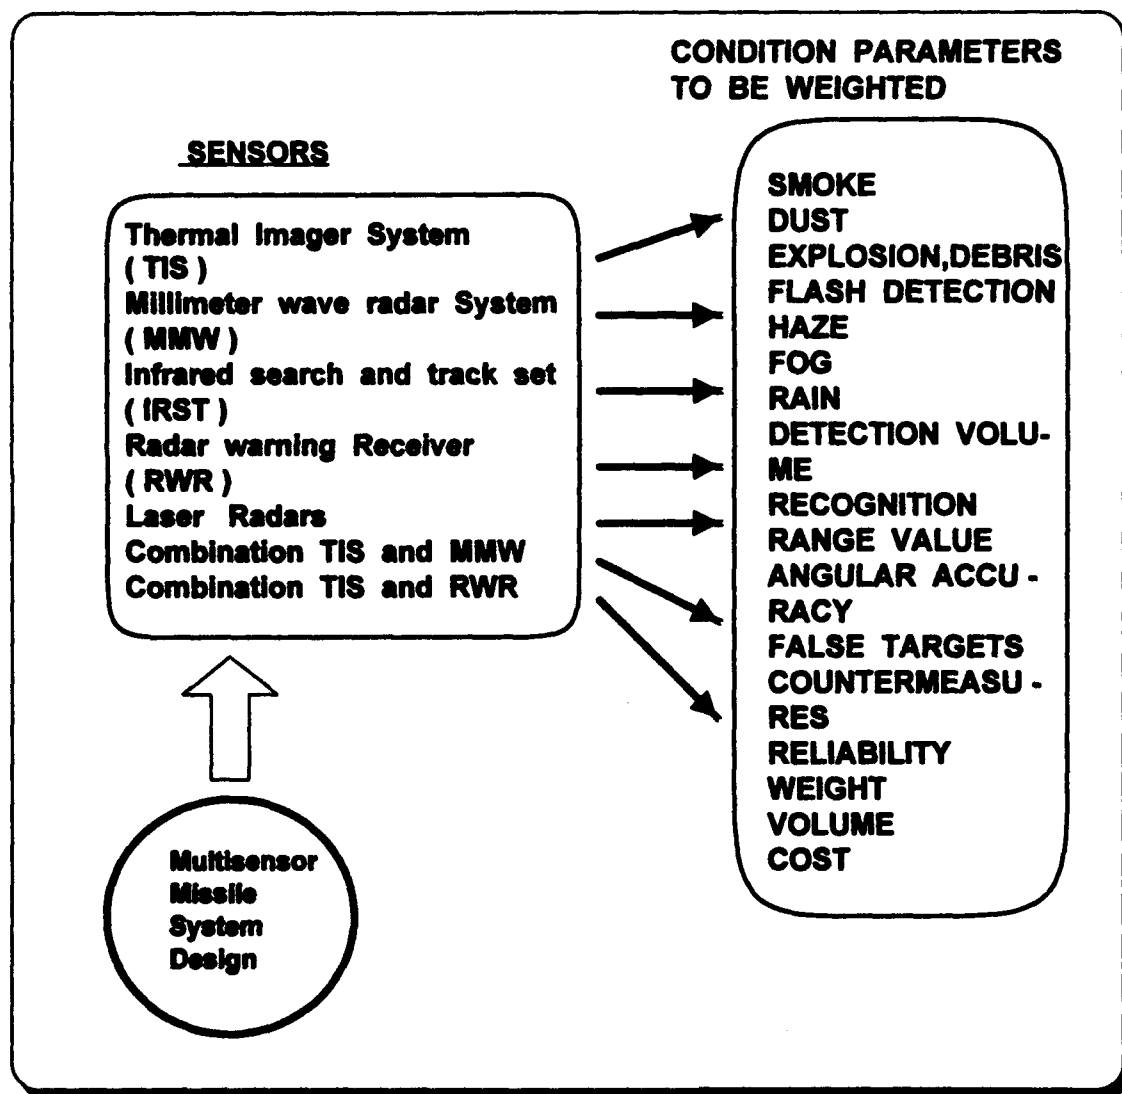 CONDITION PARAMETERS
TO BE WEIGHTED
SENSORS
Thermal Imager System
( TIS )
Millimeter wave radar System
( MMW )
Infrared search and track set
( IRST )
Radar warning Receiver
( RWR )
Laser Radars
Combination TIS and MMW
Combination TIS and RWR
SMOKE
DUST
EXPLOSION,DEBRIS
FLASH DETECTION
HAZE
FOG
RAIN
DETECTION VOLU-
ME
RECOGNITION
RANGE VALUE
ANGULAR ACCU -
RACY
FALSE TARGETS
COUNTERMEASU -
RES
RELIABILITY
WEIGHT
VOLUME
COST
Multisensor
Missile
System
Design